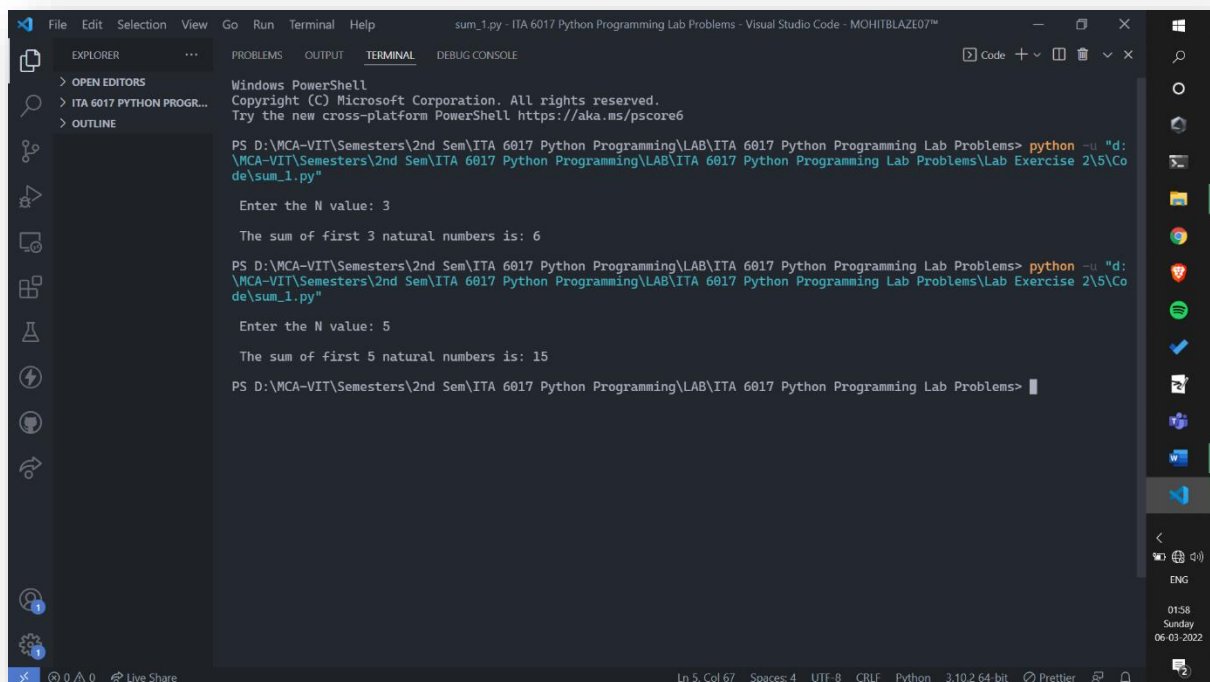 File Edit Selection View Go Run Terminal Help sum_1.py - ITA 6017 Python Programming Lab Problems - Visual Studio Code - MOHITBLAZE07™
EXPLORER ...
> OPEN EDITORS
> ITA 6017 PYTHON PROGR...
> OUTLINE
PROBLEMS OUTPUT TERMINAL DEBUG CONSOLE
Code
Windows PowerShell
Copyright (C) Microsoft Corporation. All rights reserved.
Try the new cross-platform PowerShell https://aka.ms/pscore6
PS D:\MCA-VIT\Semesters\2nd Sem\ITA 6017 Python Programming\LAB\ITA 6017 Python Programming Lab Problems> python -u "d:
\MCA-VIT\Semesters\2nd Sem\ITA 6017 Python Programming\LAB\ITA 6017 Python Programming Lab Problems\Lab Exercise 2\5\Co
de\sum_1.py"
Enter the N value: 3
The sum of first 3 natural numbers is: 6
PS D:\MCA-VIT\Semesters\2nd Sem\ITA 6017 Python Programming\LAB\ITA 6017 Python Programming Lab Problems> python -u "d:
\MCA-VIT\Semesters\2nd Sem\ITA 6017 Python Programming\LAB\ITA 6017 Python Programming Lab Problems\Lab Exercise 2\5\Co
de\sum_1.py"
Enter the N value: 5
The sum of first 5 natural numbers is: 15
PS D:\MCA-VIT\Semesters\2nd Sem\ITA 6017 Python Programming\LAB\ITA 6017 Python Programming Lab Problems>
1
1
0 0 Live Share Ln 5, Col 67 Spaces: 4 UTF-8 CRLF Python 3.10.2 64-bit Prettier
ENG
01:58
Sunday
06-03-2022
2